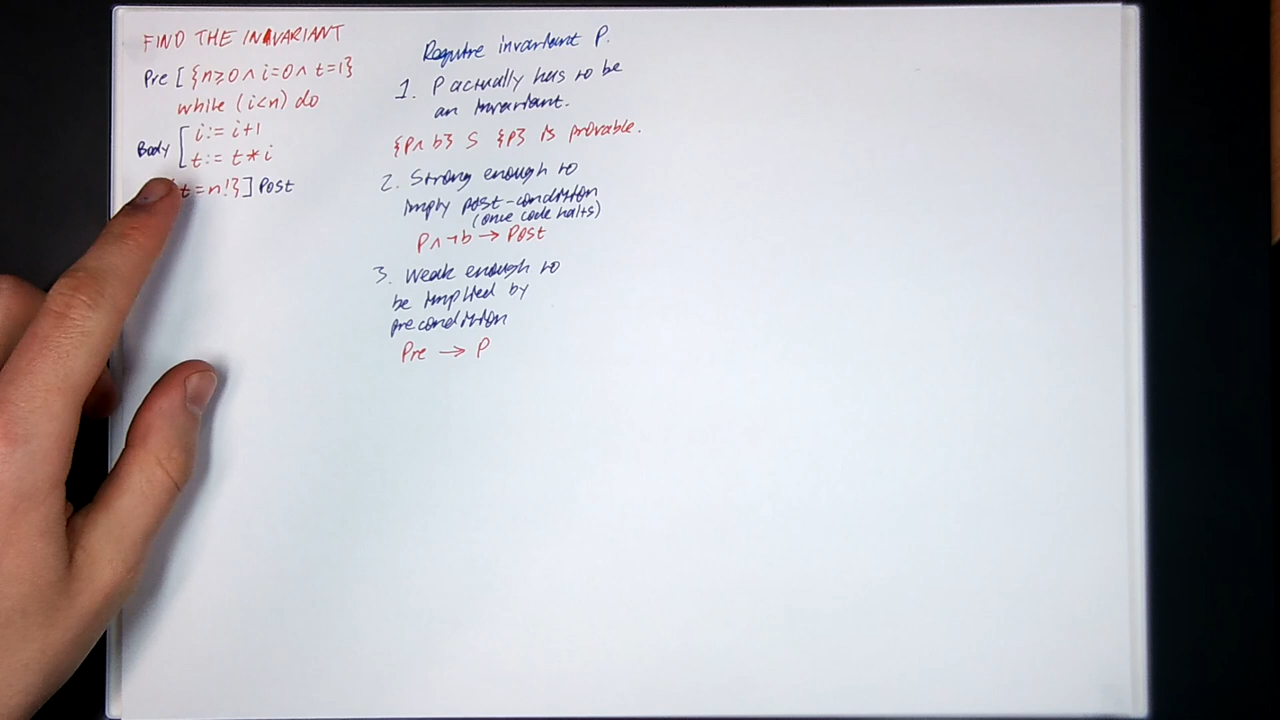 FIND THE INVARIANT
Pre [ {n≥0 ∧ i=0 ∧ t=1}
while (i<n) do
Body [ i := i+1
t := t * i
t = n!} ] Post
Require invariant P.
1. P actually has to be
an invariant.
{P ∧ b} S {P} is provable.
2. Strong enough to
imply post-condition
(once code halts)
P ∧ ¬b → Post
3. Weak enough to
be implied by
precondition
Pre → P